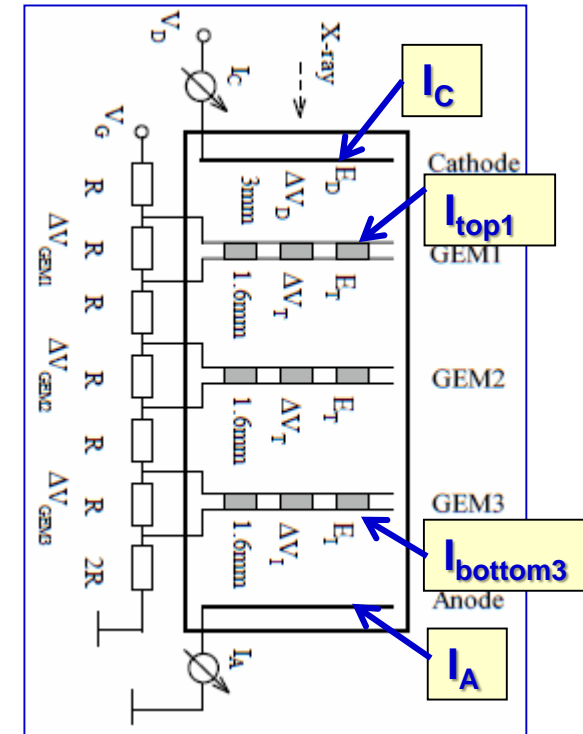 V_D
I_C
X-ray
I_C
V_G
Cathode
R
3mm
ΔV_D
E_D
I_top1
GEM1
ΔV_GEM1
R
R
1.6mm
ΔV_T
E_T
ΔV_GEM2
R
GEM2
R
1.6mm
ΔV_T
E_T
ΔV_GEM3
R
GEM3
2R
1.6mm
ΔV_I
I_bottom3
Anode
I_A
I_A